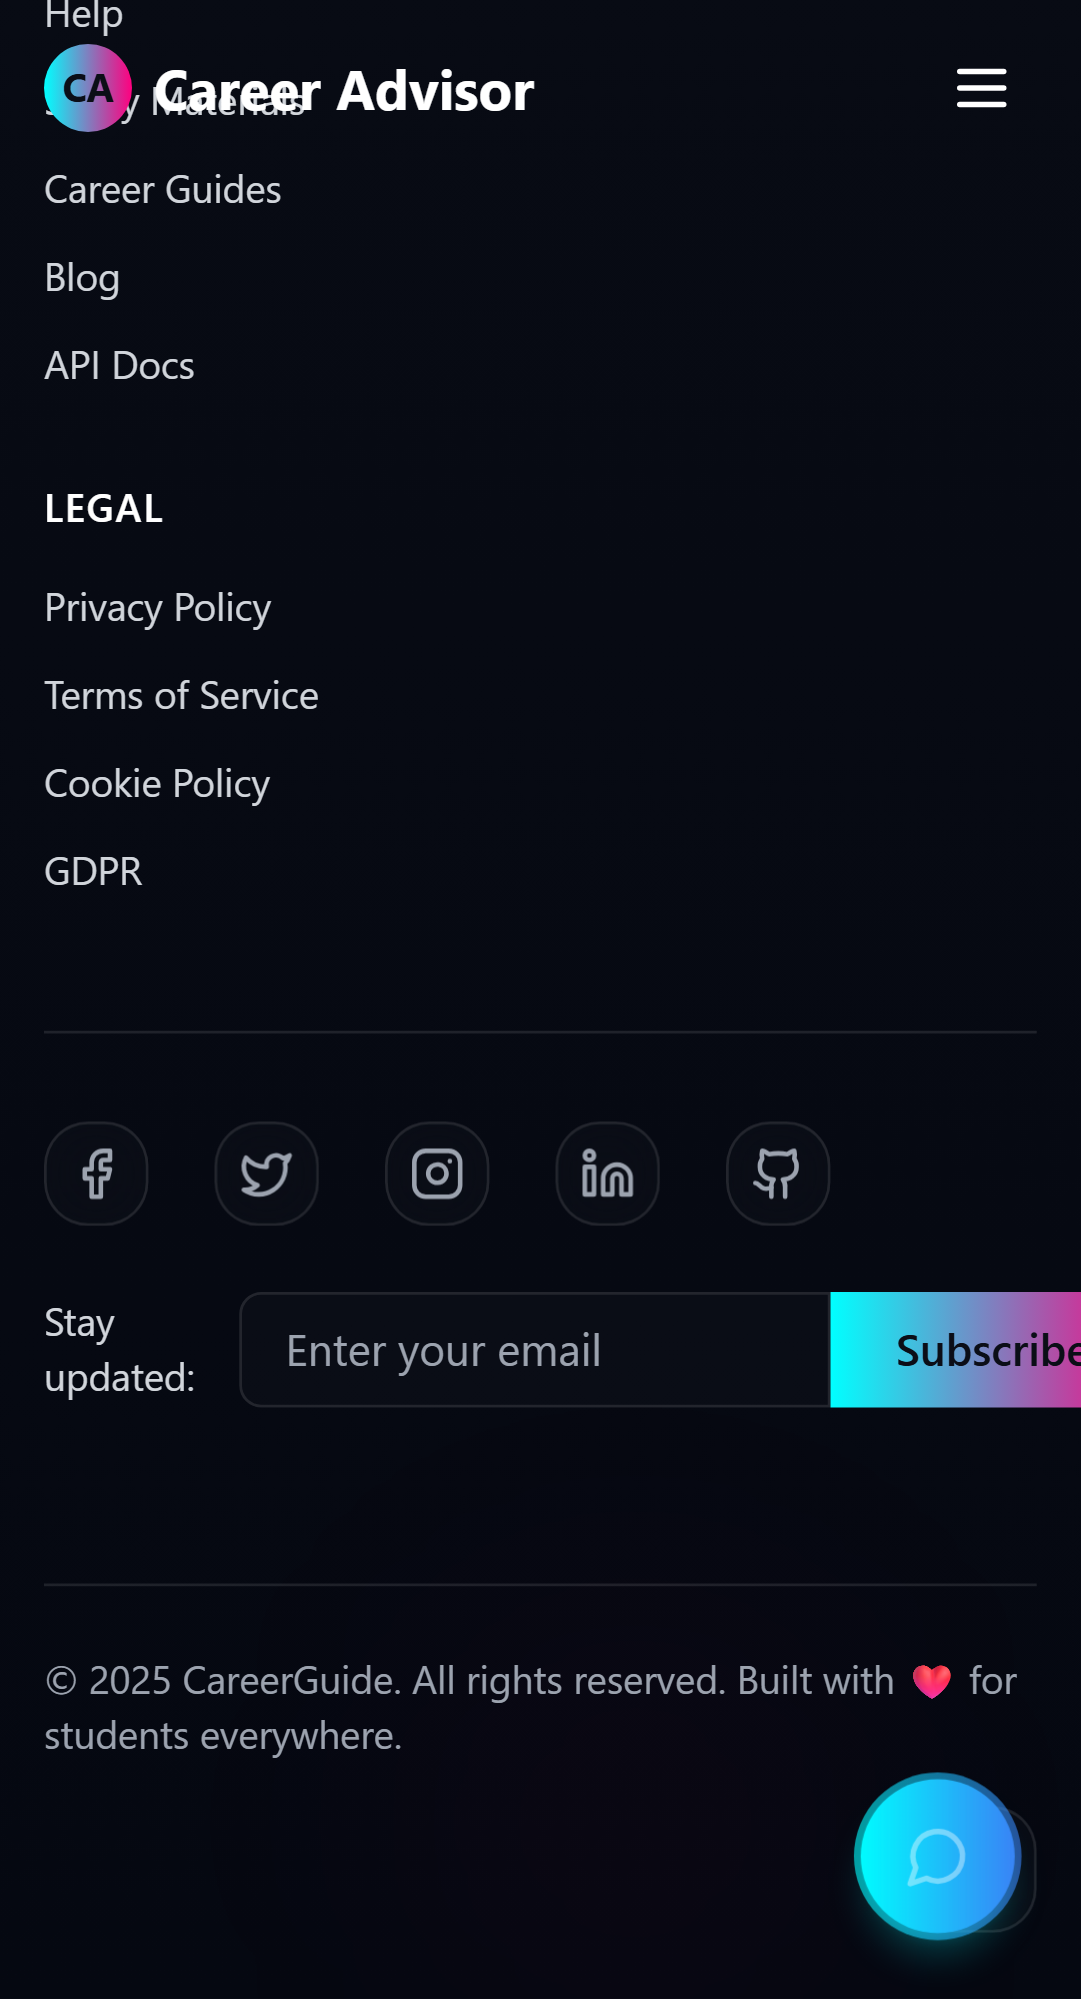 Help
CA Career Advisor
Materials
Career Guides
Blog
API Docs
LEGAL
Privacy Policy
Terms of Service
Cookie Policy
GDPR
Stay
updated:
Enter your email
Subscribe
© 2025 CareerGuide. All rights reserved. Built with ❤️ for
students everywhere.